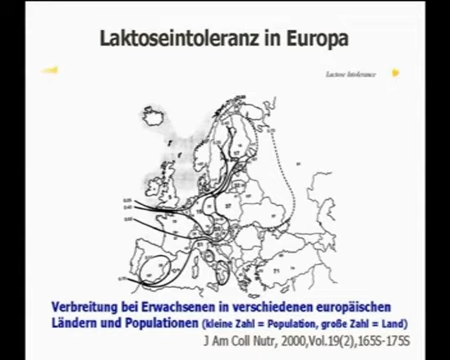 Laktoseintoleranz in Europa
Lactose Intolerance
Verbreitung bei Erwachsenen in verschiedenen europäischen
Ländern und Populationen (kleine Zahl = Population, große Zahl = Land)
J Am Coll Nutr, 2000,Vol.19(2),165S-175S